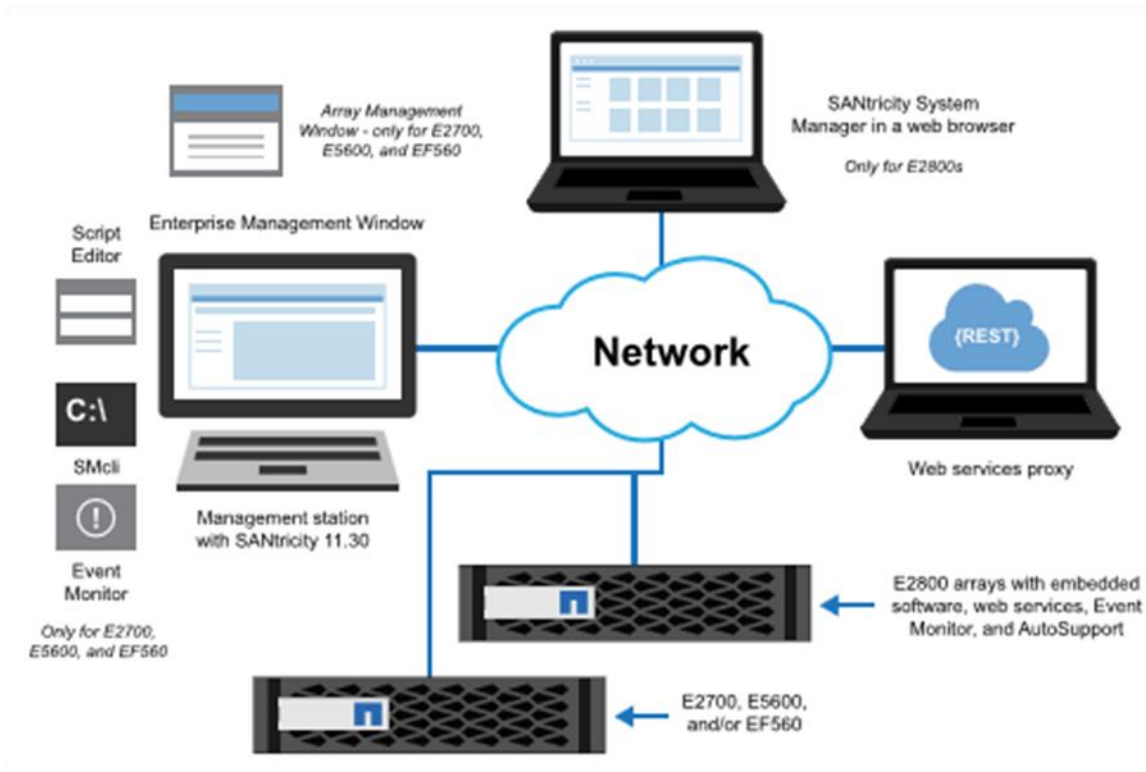 Array Management
Window - only for E2700,
E5600, and EF560
SANtricity System
Manager in a web browser
Only for E2800s
Enterprise Management Window
Script
Editor
C:\
SMcli
Event
Monitor
Only for E2700,
E5600, and EF560
Management station
with SANtricity 11.30
Network
{REST}
Web services proxy
E2800 arrays with embedded
software, web services, Event
Monitor, and AutoSupport
E2700, E5600,
and/or EF560